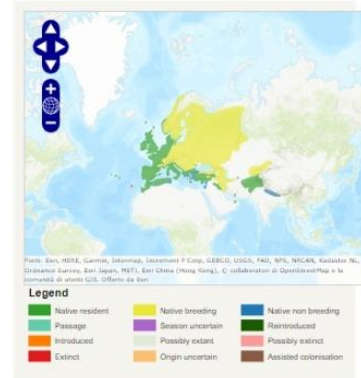 Fonti: Esri, HERE, Garmin, Intermap, Increment P Corp, GEBCO, USGS, FAO, NPS, NRCAN, Kadaster NL,
Ordnance Survey, Esri Japan, METI, Esri China (Hong Kong), © collaboratori di OpenStreetMap e la
comunità di utenti GIS. Offerto da Esri
Legend
Native resident Native breeding Native non breeding
Passage Season uncertain Reintroduced
Introduced Possibly extant Possibly extinct
Extinct Origin uncertain Assisted colonisation